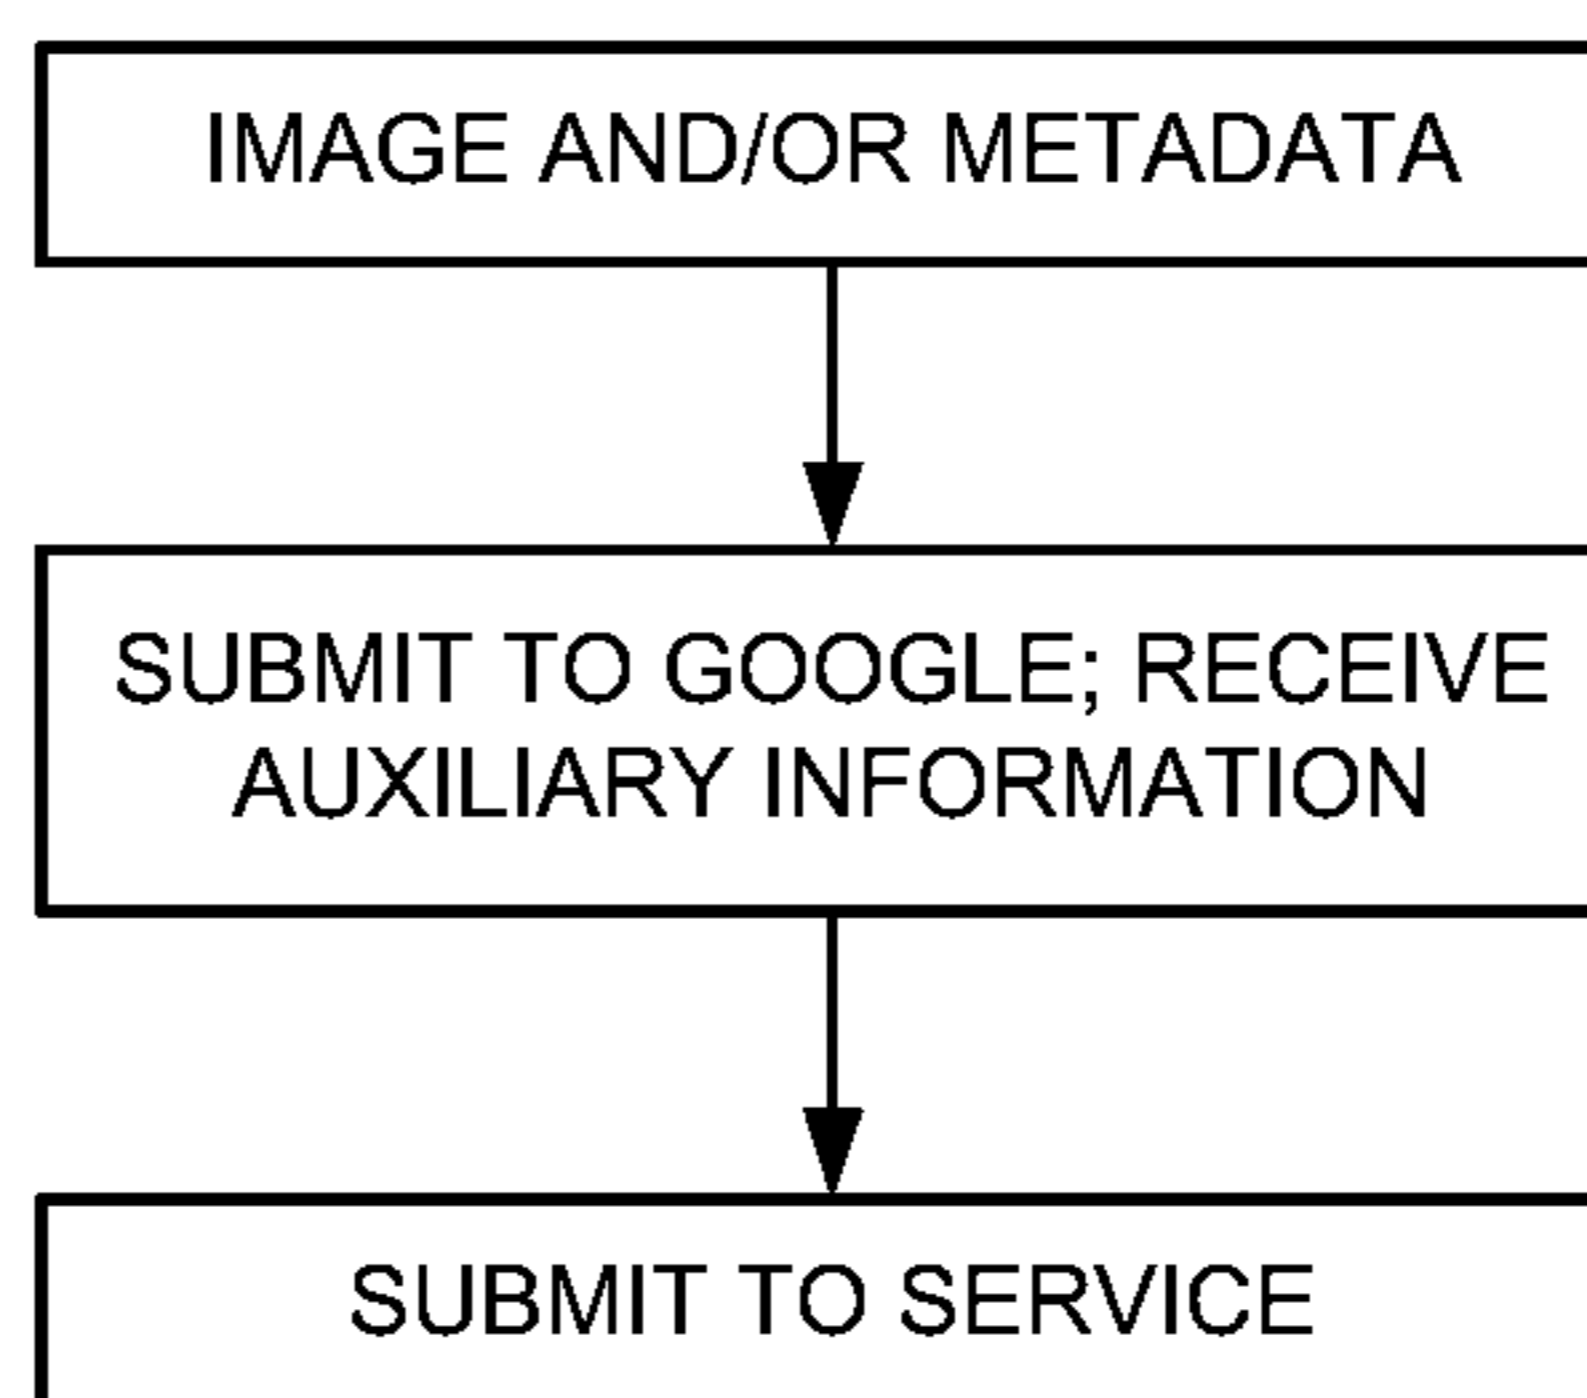 IMAGE AND/OR METADATA
SUBMIT TO GOOGLE; RECEIVE
AUXILIARY INFORMATION
SUBMIT TO SERVICE